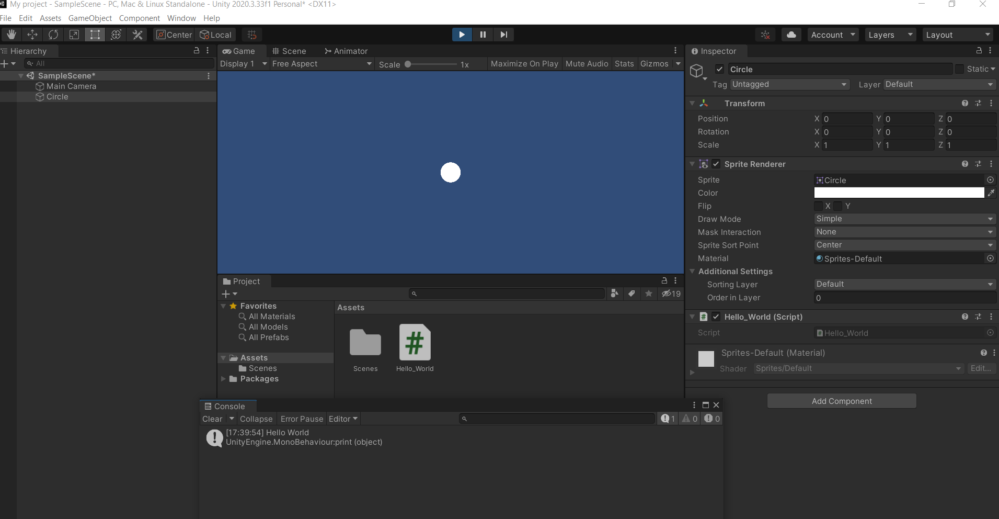 My project - SampleScene - PC, Mac & Linux Standalone - Unity 2020.3.33f1 Personal* <DX11>
File Edit Assets GameObject Component Window Help
Center Local Account Layers Layout
Hierarchy
All
SampleScene*
Main Camera
Circle
Game Scene Animator
Display 1 Free Aspect Scale 1x Maximize On Play Mute Audio Stats Gizmos
Project
19
Favorites
All Materials
All Models
All Prefabs
Assets
Scenes
Packages
Assets
Scenes Hello_World
Console
Clear Collapse Error Pause Editor 1 0 0
[17:39:54] Hello World
UnityEngine.MonoBehaviour:print (object)
Inspector
Circle Static
Tag Untagged Layer Default
Transform
Position X 0 Y 0 Z 0
Rotation X 0 Y 0 Z 0
Scale X 1 Y 1 Z 1
Sprite Renderer
Sprite Circle
Color
Flip X Y
Draw Mode Simple
Mask Interaction None
Sprite Sort Point Center
Material Sprites-Default
Additional Settings
Sorting Layer Default
Order in Layer 0
# Hello_World (Script)
Script Hello_World
Sprites-Default (Material)
Shader Sprites/Default Edit...
Add Component